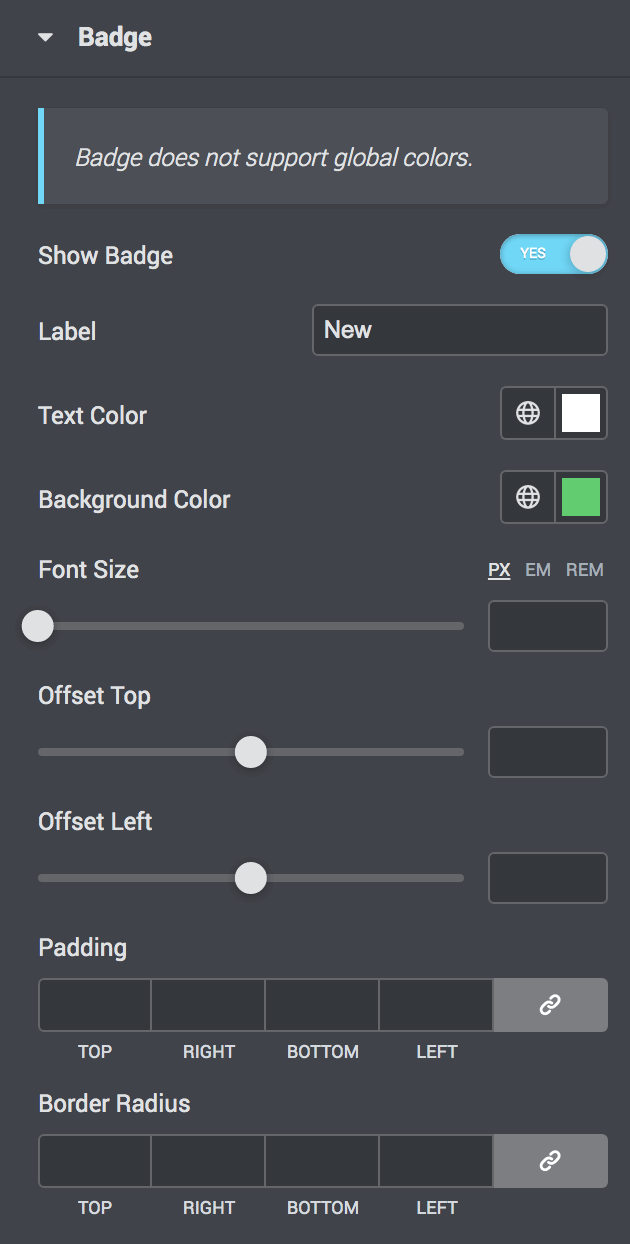 Badge
Badge does not support global colors.
Show Badge YES
Label New
Text Color
Background Color
Font Size PX EM REM
Offset Top
Offset Left
Padding
TOP RIGHT BOTTOM LEFT
Border Radius
TOP RIGHT BOTTOM LEFT